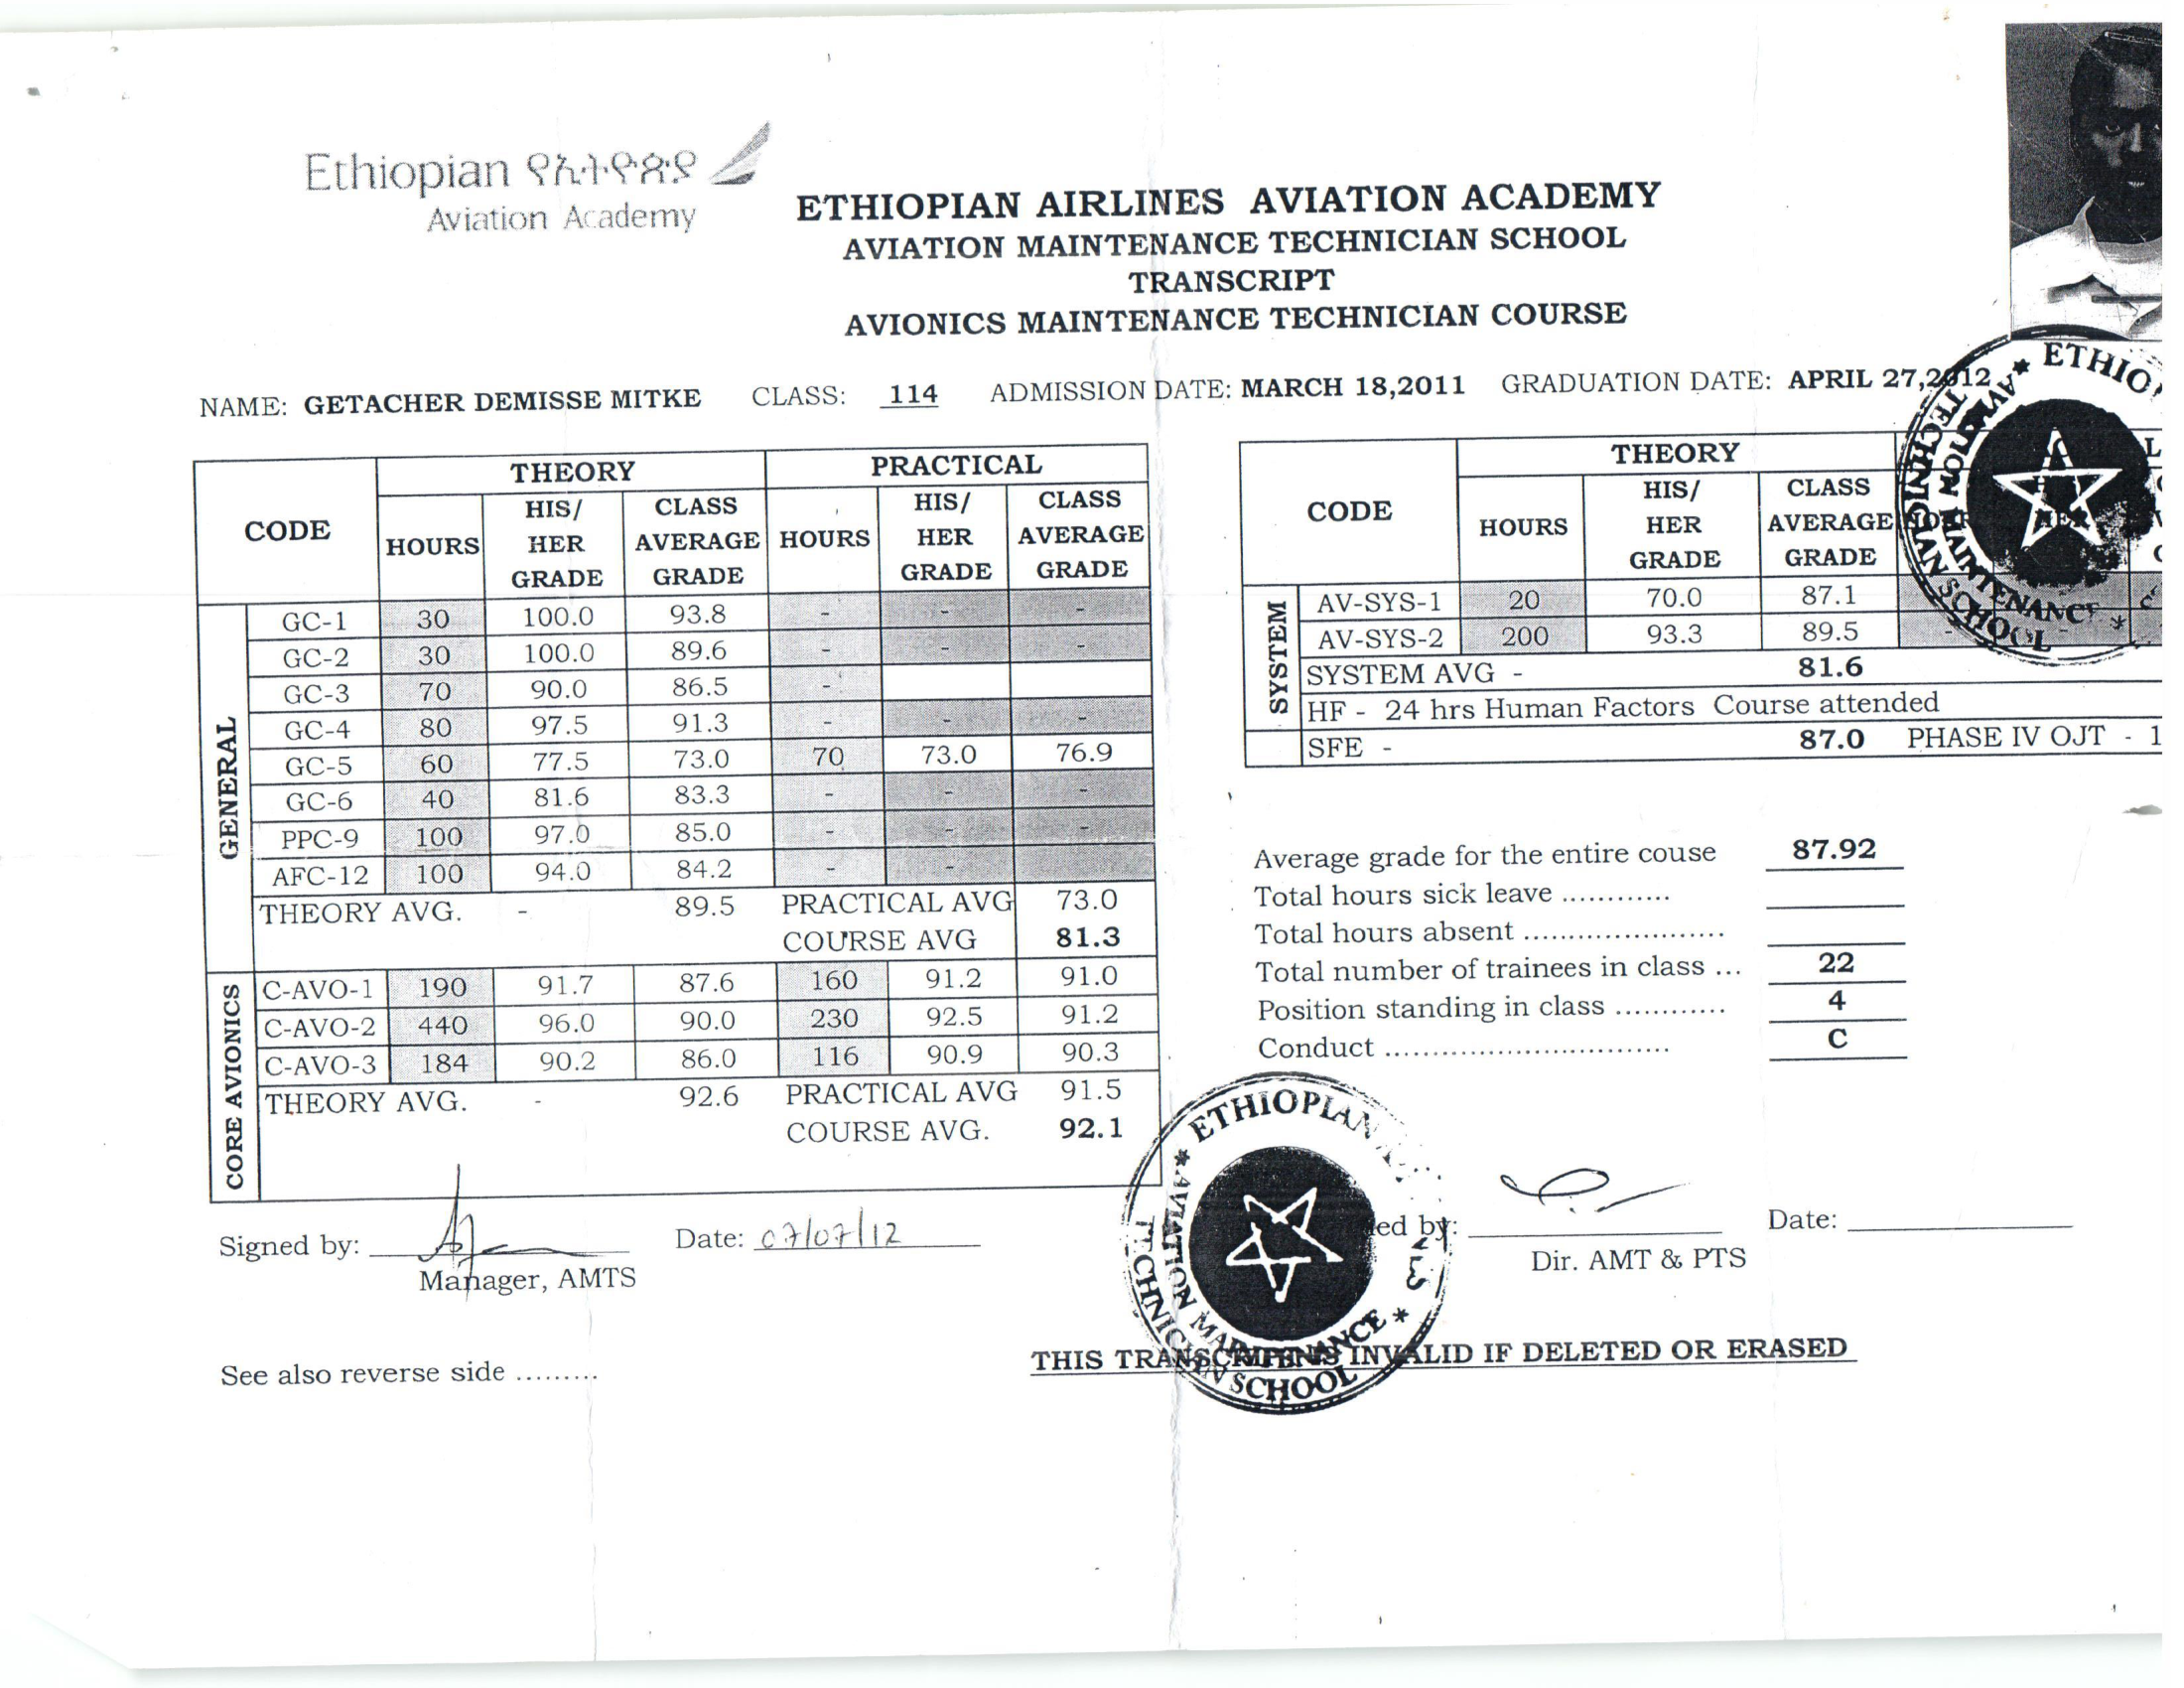 Ethiopian የኢትዮጵያ
Aviation Academy
ETHIOPIAN AIRLINES AVIATION ACADEMY
AVIATION MAINTENANCE TECHNICIAN SCHOOL
TRANSCRIPT
AVIONICS MAINTENANCE TECHNICIAN COURSE
NAME: GETACHER DEMISSE MITKE CLASS: 114 ADMISSION DATE: MARCH 18,2011 GRADUATION DATE: APRIL 27,2012
CODE THEORY PRACTICAL
HOURS HIS/ HER GRADE CLASS AVERAGE GRADE HOURS HIS/ HER GRADE CLASS AVERAGE GRADE
GENERAL
GC-1 30 100.0 93.8 - - -
GC-2 30 100.0 89.6 - - -
GC-3 70 90.0 86.5 -
GC-4 80 97.5 91.3 - - -
GC-5 60 77.5 73.0 70 73.0 76.9
GC-6 40 81.6 83.3 - - -
PPC-9 100 97.0 85.0 - - -
AFC-12 100 94.0 84.2 - -
THEORY AVG. - 89.5 PRACTICAL AVG 73.0
COURSE AVG 81.3
CORE AVIONICS
C-AVO-1 190 91.7 87.6 160 91.2 91.0
C-AVO-2 440 96.0 90.0 230 92.5 91.2
C-AVO-3 184 90.2 86.0 116 90.9 90.3
THEORY AVG. - 92.6 PRACTICAL AVG 91.5
COURSE AVG. 92.1
CODE THEORY
HOURS HIS/ HER GRADE CLASS AVERAGE GRADE
SYSTEM
AV-SYS-1 20 70.0 87.1
AV-SYS-2 200 93.3 89.5
SYSTEM AVG - 81.6
HF - 24 hrs Human Factors Course attended
SFE - 87.0 PHASE IV OJT - 1
ETHIO
* AVIATION MAINTENANCE *
TECHNICIAN SCHOOL
Average grade for the entire couse 87.92
Total hours sick leave ............
Total hours absent .....................
Total number of trainees in class ... 22
Position standing in class ............ 4
Conduct .............................. C
ETHIOPIAN
* AVIATION MAINTENANCE *
TECHNICIAN SCHOOL
Signed by: Date: 07/07/12
Manager, AMTS
ed by: Date:
Dir. AMT & PTS
See also reverse side .........
THIS TRANSCRIPT IS INVALID IF DELETED OR ERASED